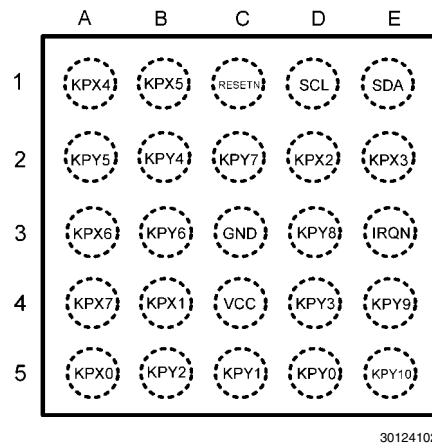 A B C D E
1 KPX4 KPX5 RESETN SCL SDA
2 KPY5 KPY4 KPY7 KPX2 KPX3
3 KPX6 KPY6 GND KPY8 IRQN
4 KPX7 KPX1 VCC KPY3 KPY9
5 KPX0 KPY2 KPY1 KPY0 KPY10
30124102